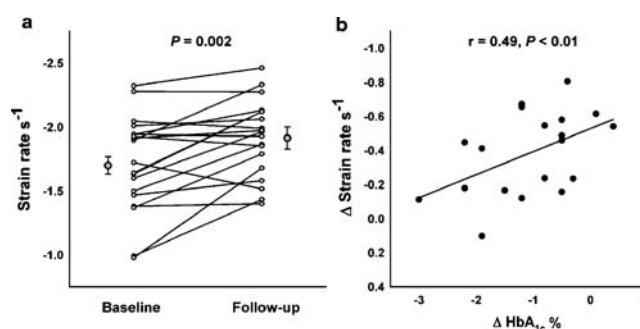 a
P = 0.002
Strain rate s⁻¹
-2.5
-2.0
-1.5
-1.0
Baseline Follow-up
b
r = 0.49, P < 0.01
Δ Strain rate s⁻¹
-1.0
-0.8
-0.6
-0.4
-0.2
0.0
0.2
0.4
-3 -2 -1 0
Δ HbA₁c %